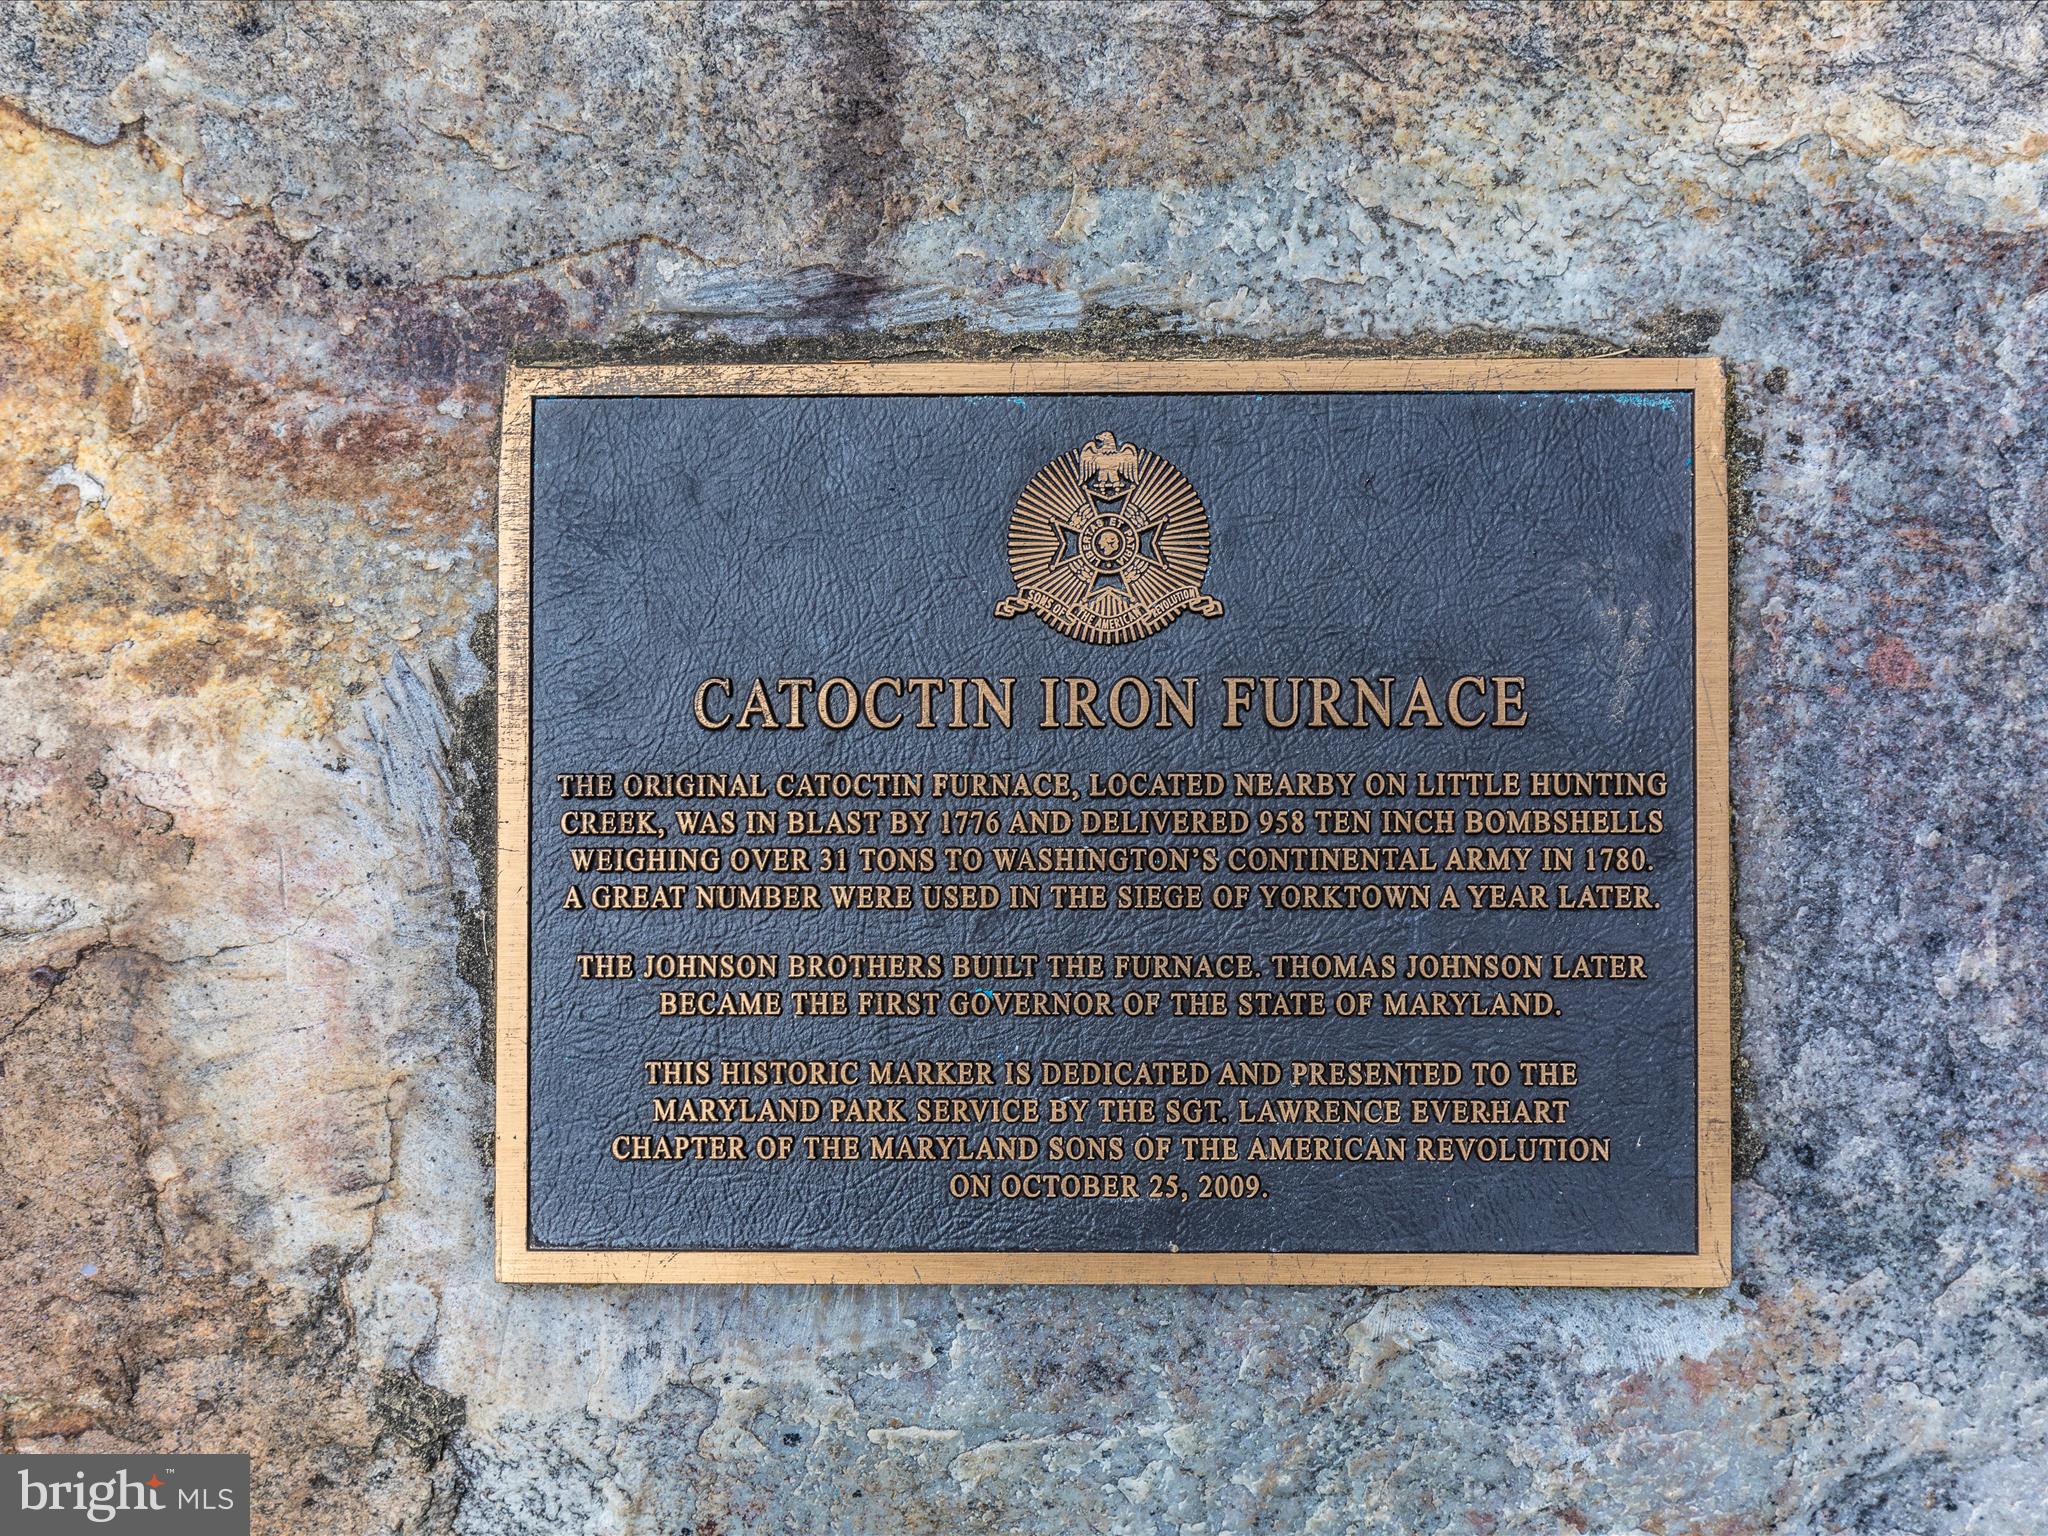 LIBERTAS ET PATRIA
SONS OF THE AMERICAN REVOLUTION
CATOCTIN IRON FURNACE
THE ORIGINAL CATOCTIN FURNACE, LOCATED NEARBY ON LITTLE HUNTING
CREEK, WAS IN BLAST BY 1776 AND DELIVERED 958 TEN INCH BOMBSHELLS
WEIGHING OVER 31 TONS TO WASHINGTON'S CONTINENTAL ARMY IN 1780.
A GREAT NUMBER WERE USED IN THE SIEGE OF YORKTOWN A YEAR LATER.
THE JOHNSON BROTHERS BUILT THE FURNACE. THOMAS JOHNSON LATER
BECAME THE FIRST GOVERNOR OF THE STATE OF MARYLAND.
THIS HISTORIC MARKER IS DEDICATED AND PRESENTED TO THE
MARYLAND PARK SERVICE BY THE SGT. LAWRENCE EVERHART
CHAPTER OF THE MARYLAND SONS OF THE AMERICAN REVOLUTION
ON OCTOBER 25, 2009.
bright™ MLS